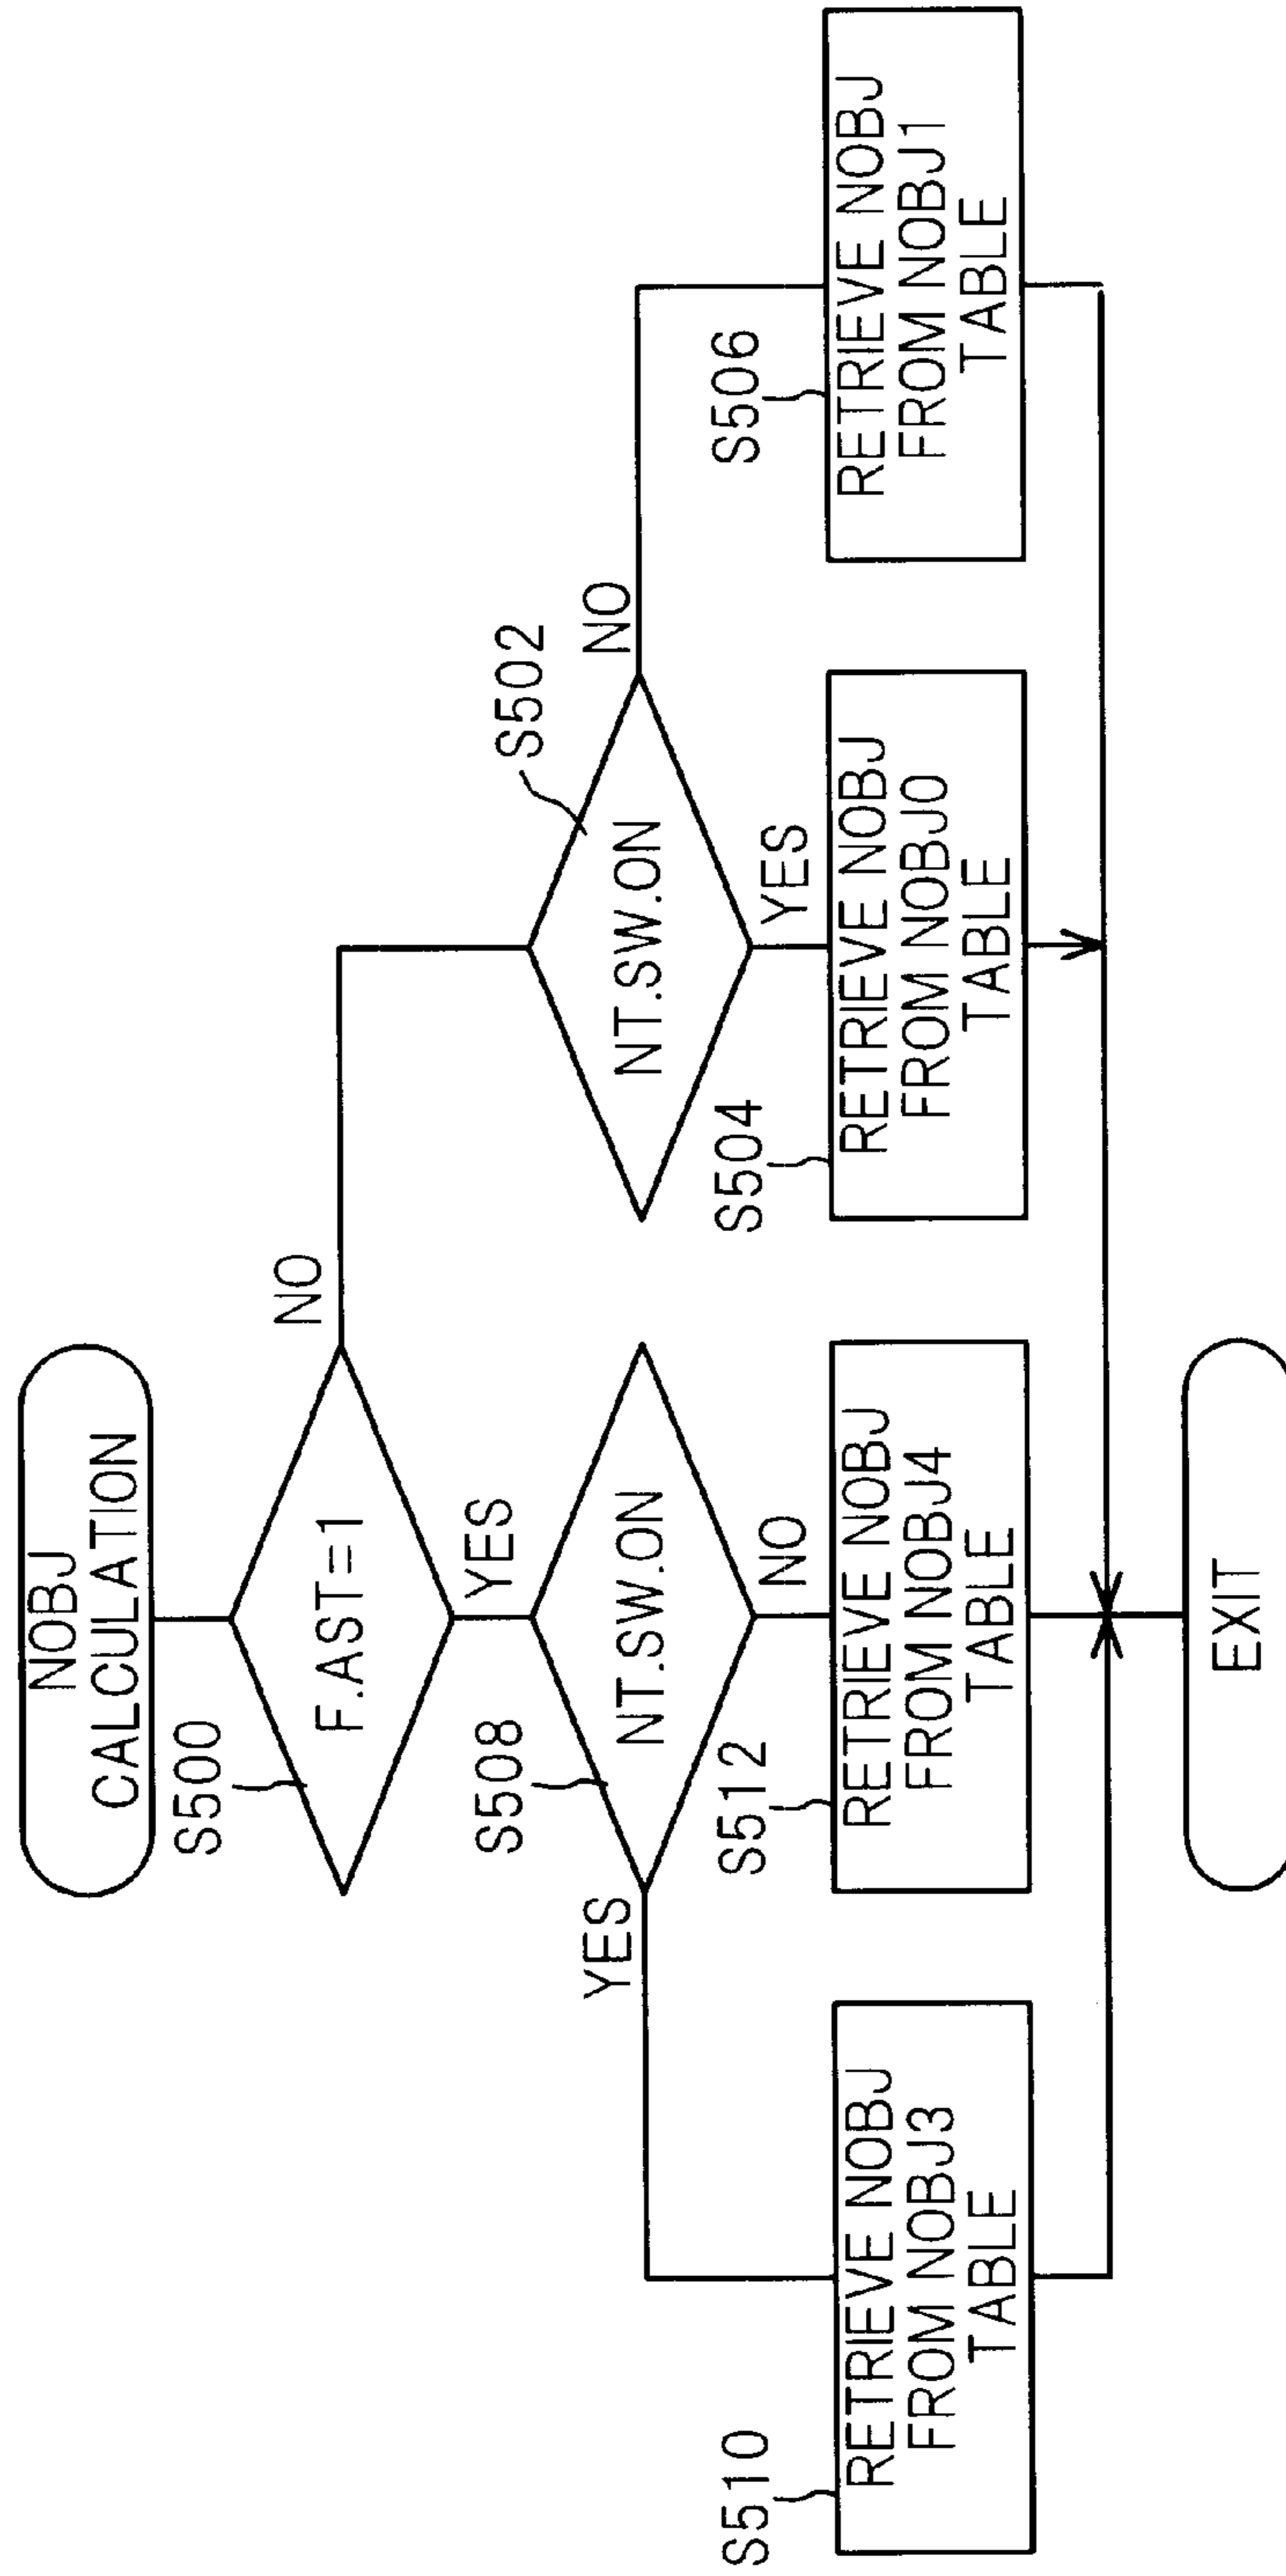 NOBJ
CALCULATION
S500
F.AST=1
NO
YES
S508
NT.SW.ON
YES
NO
S502
NT.SW.ON
NO
YES
S510
RETRIEVE NOBJ
FROM NOBJ3
TABLE
S512
RETRIEVE NOBJ
FROM NOBJ4
TABLE
S504
RETRIEVE NOBJ
FROM NOBJ0
TABLE
S506
RETRIEVE NOBJ
FROM NOBJ1
TABLE
EXIT